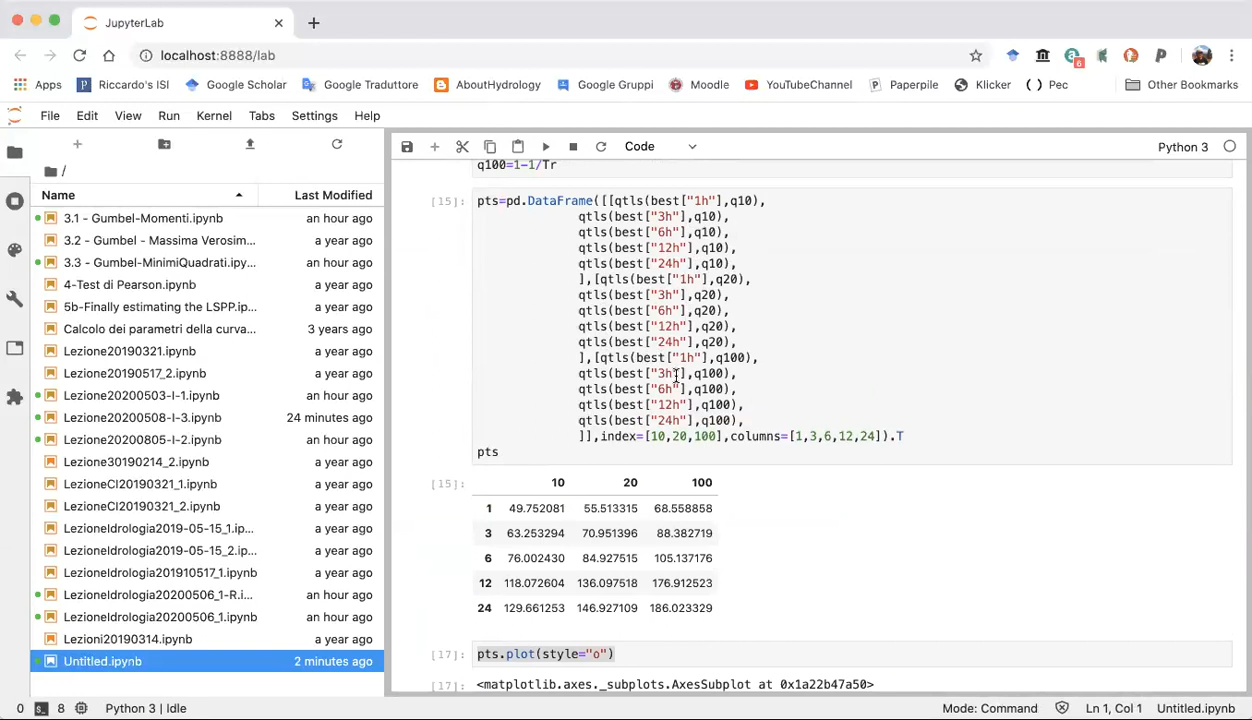 JupyterLab
localhost:8888/lab
6
Apps Riccardo's ISI Google Scholar Google Traduttore AboutHydrology Google Gruppi Moodle YouTubeChannel Paperpile Klicker Pec Other Bookmarks
File Edit View Run Kernel Tabs Settings Help
Code Python 3
/
Name Last Modified
3.1 - Gumbel-Momenti.ipynb an hour ago
3.2 - Gumbel - Massima Verosim... a year ago
3.3 - Gumbel-MinimiQuadrati.ipy... an hour ago
4-Test di Pearson.ipynb a year ago
5b-Finally estimating the LSPP.ip... a year ago
Calcolo dei parametri della curva... 3 years ago
Lezione20190321.ipynb a year ago
Lezione20190517_2.ipynb a year ago
Lezione20200503-I-1.ipynb an hour ago
Lezione20200508-I-3.ipynb 24 minutes ago
Lezione20200805-I-2.ipynb an hour ago
Lezione30190214_2.ipynb a year ago
LezioneCI20190321_1.ipynb a year ago
LezioneCI20190321_2.ipynb a year ago
LezioneIdrologia2019-05-15_1.ip... a year ago
LezioneIdrologia2019-05-15_2.ip... a year ago
LezioneIdrologia201910517_1.ipynb a year ago
LezioneIdrologia20200506_1-R.i... an hour ago
LezioneIdrologia20200506_1.ipynb an hour ago
Lezioni20190314.ipynb a year ago
Untitled.ipynb 2 minutes ago
q100=1-1/Tr
[15]: pts=pd.DataFrame([[qtls(best["1h"],q10),
qtls(best["3h"],q10),
qtls(best["6h"],q10),
qtls(best["12h"],q10),
qtls(best["24h"],q10),
],[qtls(best["1h"],q20),
qtls(best["3h"],q20),
qtls(best["6h"],q20),
qtls(best["12h"],q20),
qtls(best["24h"],q20),
],[qtls(best["1h"],q100),
qtls(best["3h"],q100),
qtls(best["6h"],q100),
qtls(best["12h"],q100),
qtls(best["24h"],q100),
]],index=[10,20,100],columns=[1,3,6,12,24]).T
pts
[15]: 10 20 100
1 49.752081 55.513315 68.558858
3 63.253294 70.951396 88.382719
6 76.002430 84.927515 105.137176
12 118.072604 136.097518 176.912523
24 129.661253 146.927109 186.023329
[17]: pts.plot(style="o")
[17]: <matplotlib.axes._subplots.AxesSubplot at 0x1a22b47a50>
0 8 Python 3 | Idle Mode: Command Ln 1, Col 1 Untitled.ipynb